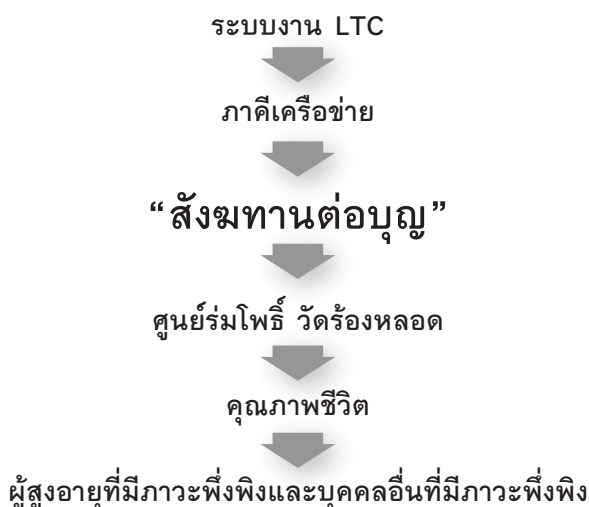 ระบบงาน LTC
ภาคีเครือข่าย
“สังฆทานต่อบุญ”
ศูนย์ร่มโพธิ์ วัดร้องหลอด
คุณภาพชีวิต
ผู้สูงอายุที่มีภาวะพึ่งพิงและบุคคลอื่นที่มีภาวะพึ่งพิง